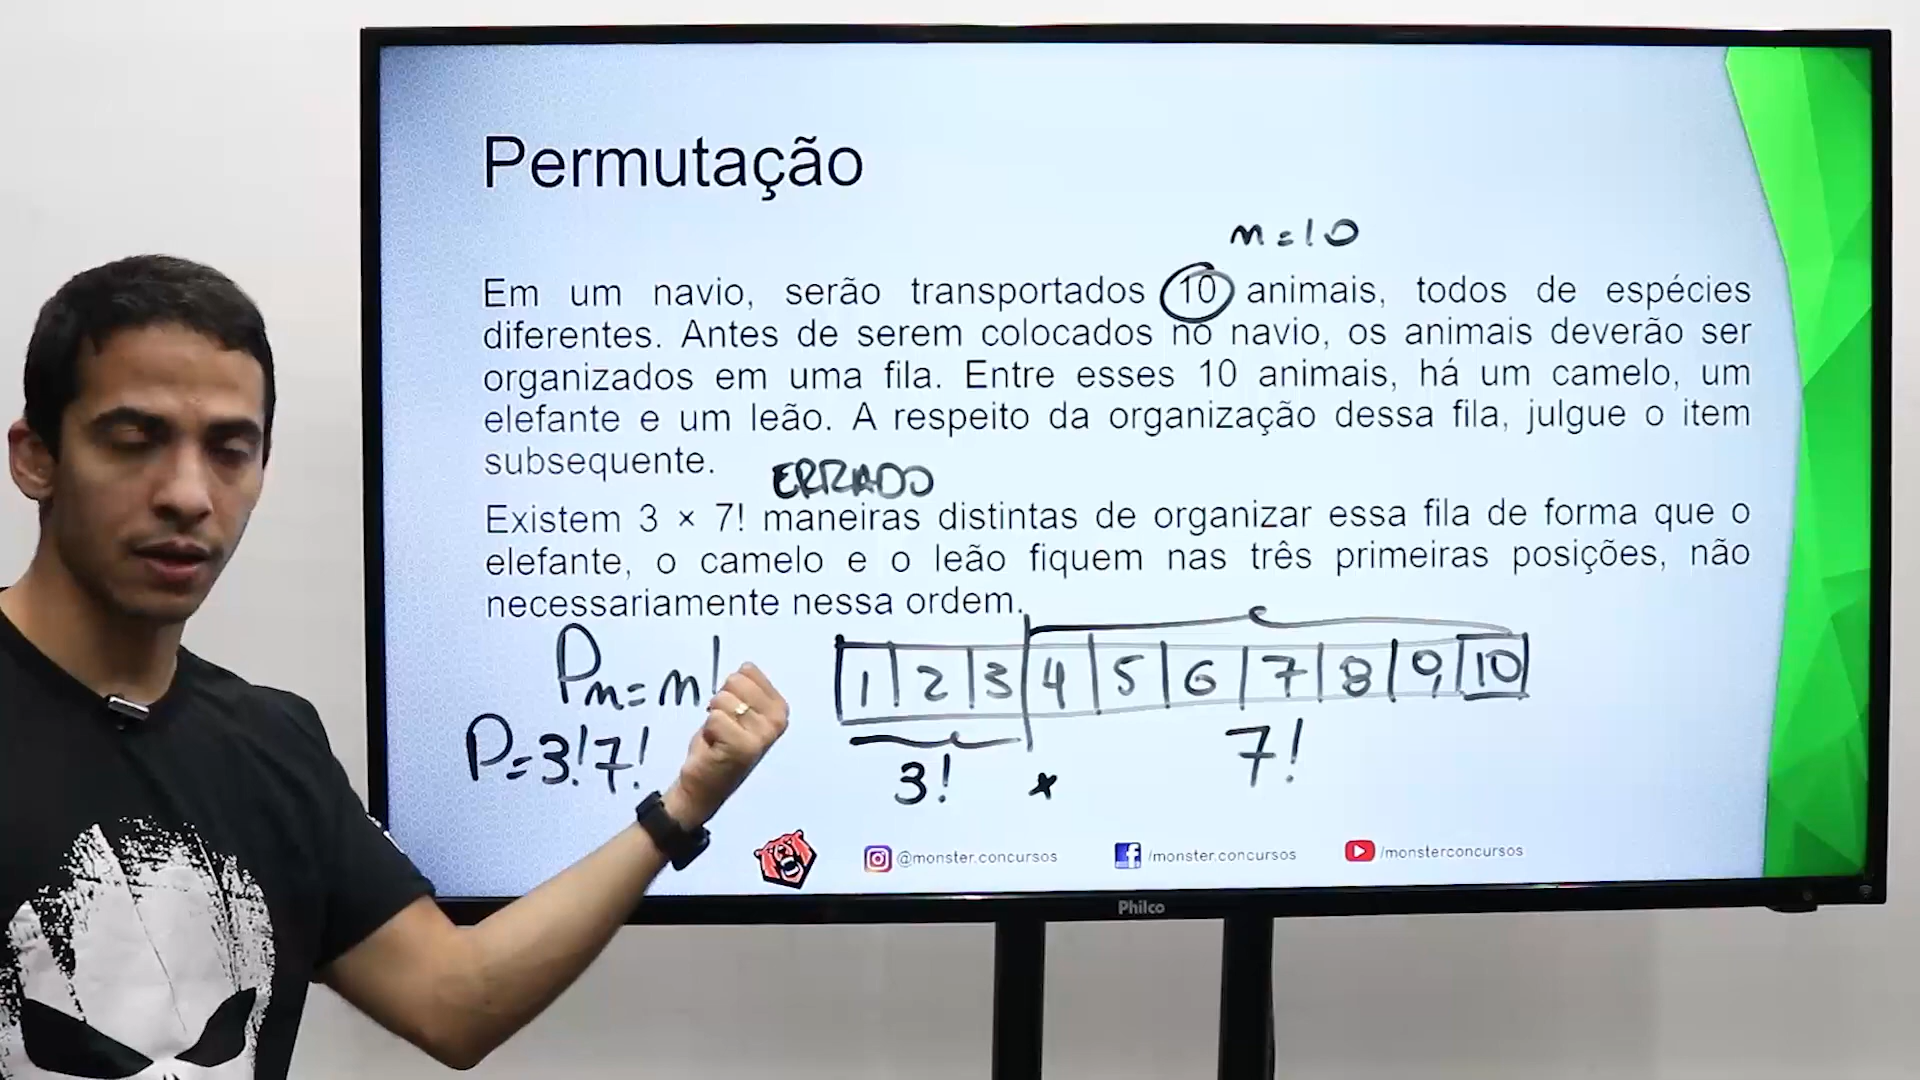 Permutação
m=10
Em um navio, serão transportados 10 animais, todos de espécies
diferentes. Antes de serem colocados no navio, os animais deverão ser
organizados em uma fila. Entre esses 10 animais, há um camelo, um
elefante e um leão. A respeito da organização dessa fila, julgue o item
subsequente.
ERRADO
Existem 3 × 7! maneiras distintas de organizar essa fila de forma que o
elefante, o camelo e o leão fiquem nas três primeiras posições, não
necessariamente nessa ordem.
Pm=m!
1 2 3 4 5 6 7 8 9 10
P=3!7!
3! × 7!
@monster.concursos /monster.concursos /monsterconcursos
Philco